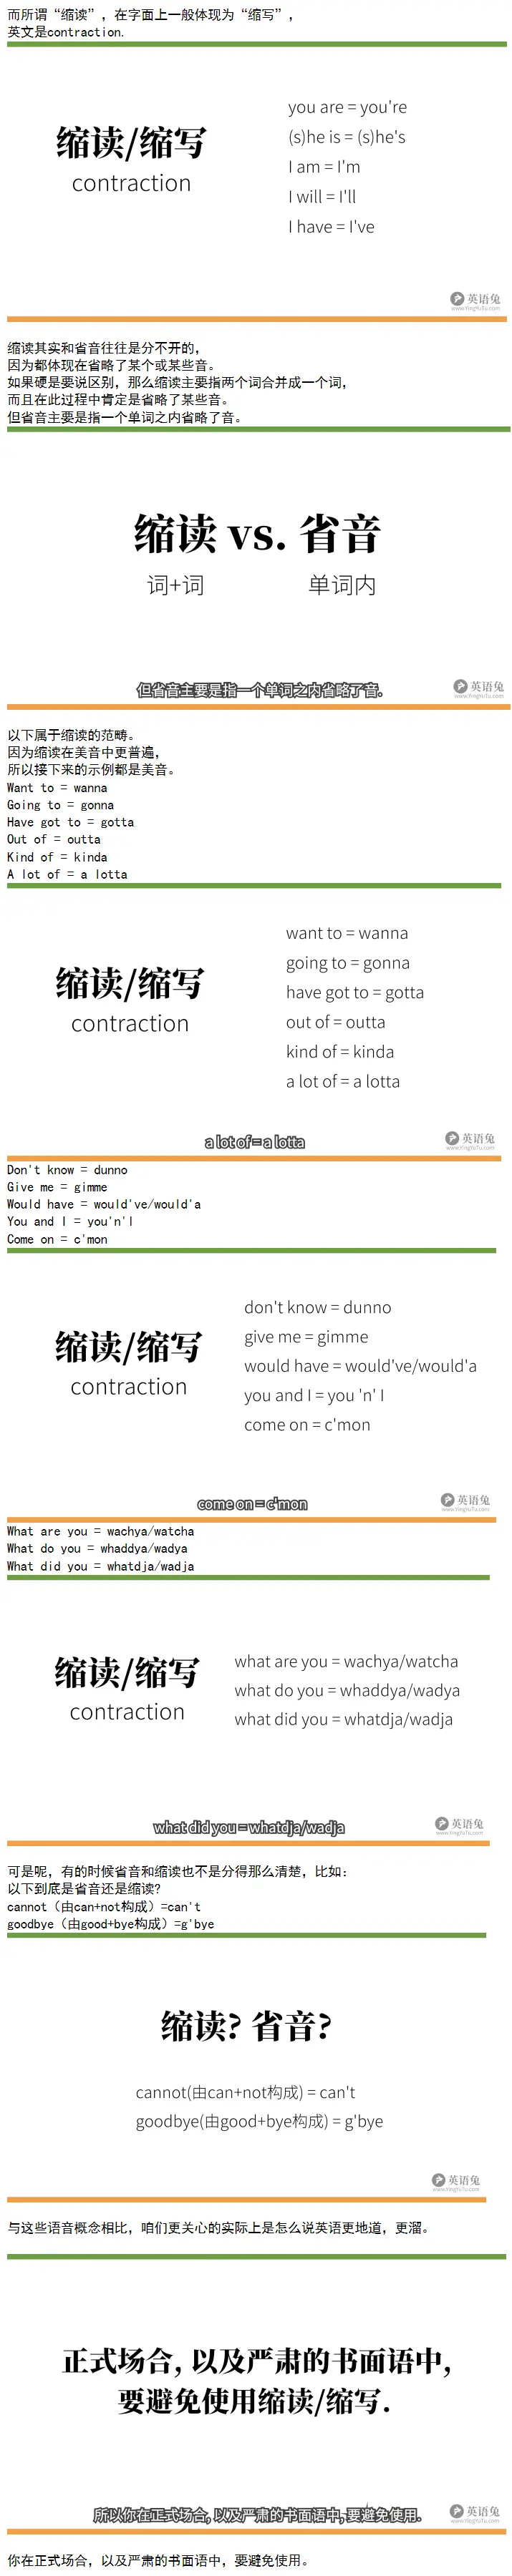 而所谓“缩读”，在字面上一般体现为“缩写”，
英文是contraction.
缩读/缩写
contraction
you are = you're
(s)he is = (s)he's
I am = I'm
I will = I'll
I have = I've
英语兔
www.YingYuTu.com
缩读其实和省音往往是分不开的，
因为都体现在省略了某个或某些音。
如果硬是要说区别，那么缩读主要指两个词合并成一个词，
而且在此过程中肯定是省略了某些音。
但省音主要是指一个单词之内省略了音。
缩读 vs. 省音
词+词
单词内
但省音主要是指一个单词之内省略了音.
英语兔
www.YingYuTu.com
以下属于缩读的范畴。
因为缩读在美音中更普遍，
所以接下来的示例都是美音。
Want to = wanna
Going to = gonna
Have got to = gotta
Out of = outta
Kind of = kinda
A lot of = a lotta
缩读/缩写
contraction
want to = wanna
going to = gonna
have got to = gotta
out of = outta
kind of = kinda
a lot of = a lotta
a lot of = a lotta
英语兔
www.YingYuTu.com
Don't know = dunno
Give me = gimme
Would have = would've/would'a
You and I = you'n'I
Come on = c'mon
缩读/缩写
contraction
don't know = dunno
give me = gimme
would have = would've/would'a
you and I = you 'n' I
come on = c'mon
come on = c'mon
英语兔
www.YingYuTu.com
What are you = wachya/watcha
What do you = whaddya/wadya
What did you = whatdja/wadja
缩读/缩写
contraction
what are you = wachya/watcha
what do you = whaddya/wadya
what did you = whatdja/wadja
what did you = whatdja/wadja
英语兔
www.YingYuTu.com
可是呢，有的时候省音和缩读也不是分得那么清楚，比如：
以下到底是省音还是缩读?
cannot（由can+not构成）=can't
goodbye（由good+bye构成）=g'bye
缩读? 省音?
cannot(由can+not构成) = can't
goodbye(由good+bye构成) = g'bye
英语兔
www.YingYuTu.com
与这些语音概念相比，咱们更关心的实际上是怎么说英语更地道，更溜。
正式场合, 以及严肃的书面语中,
要避免使用缩读/缩写.
所以你在正式场合, 以及严肃的书面语中, 要避免使用.
英语兔
www.YingYuTu.com
你在正式场合，以及严肃的书面语中，要避免使用。